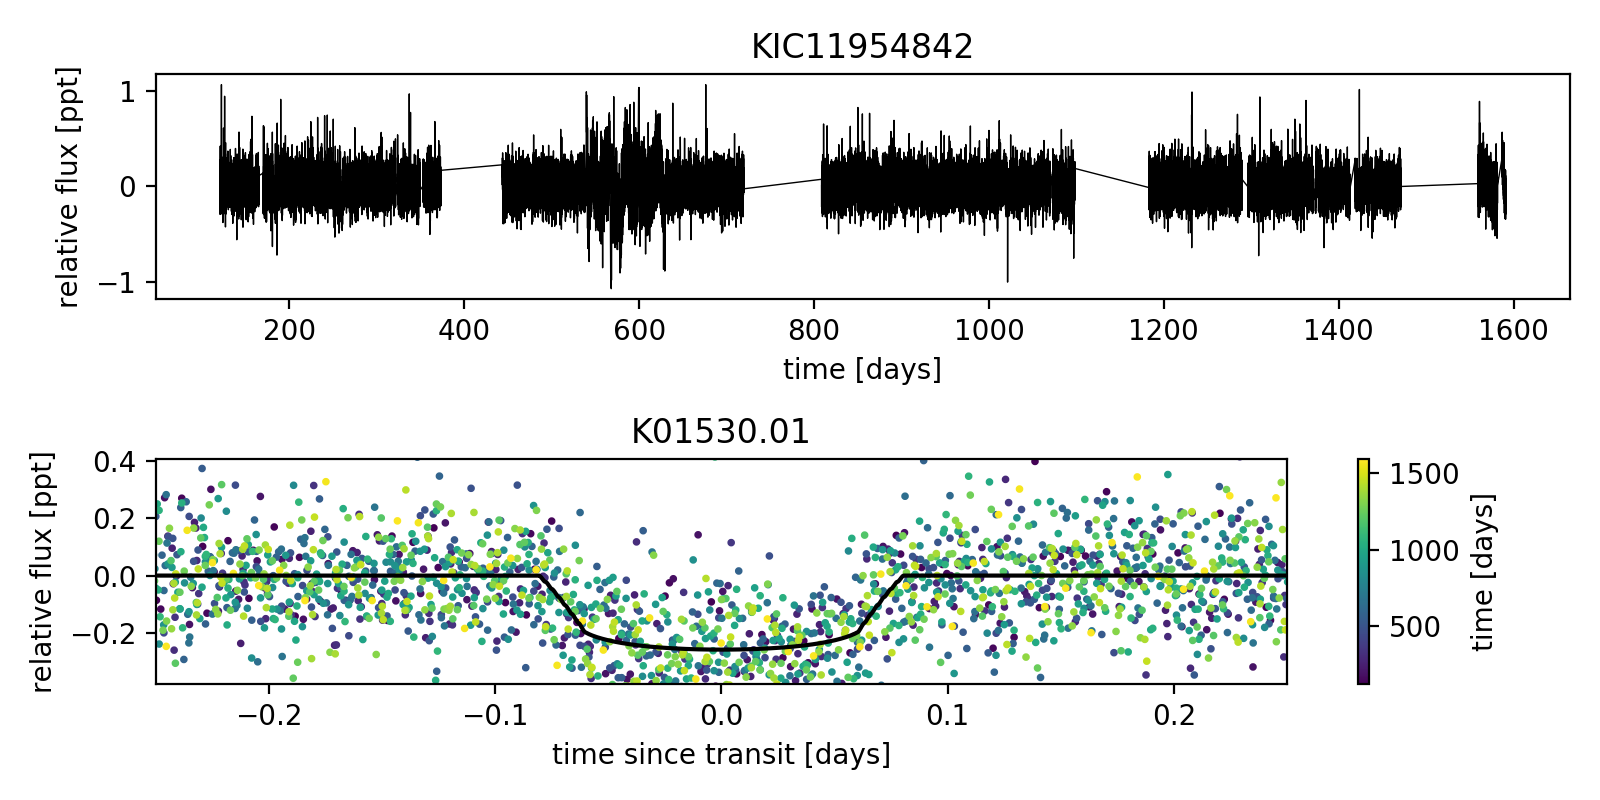 KIC11954842
relative flux [ppt]
1
0
−1
200 400 600 800 1000 1200 1400 1600
time [days]
K01530.01
relative flux [ppt]
0.4
0.2
0.0
−0.2
−0.2 −0.1 0.0 0.1 0.2
time since transit [days]
1500
1000
500
time [days]